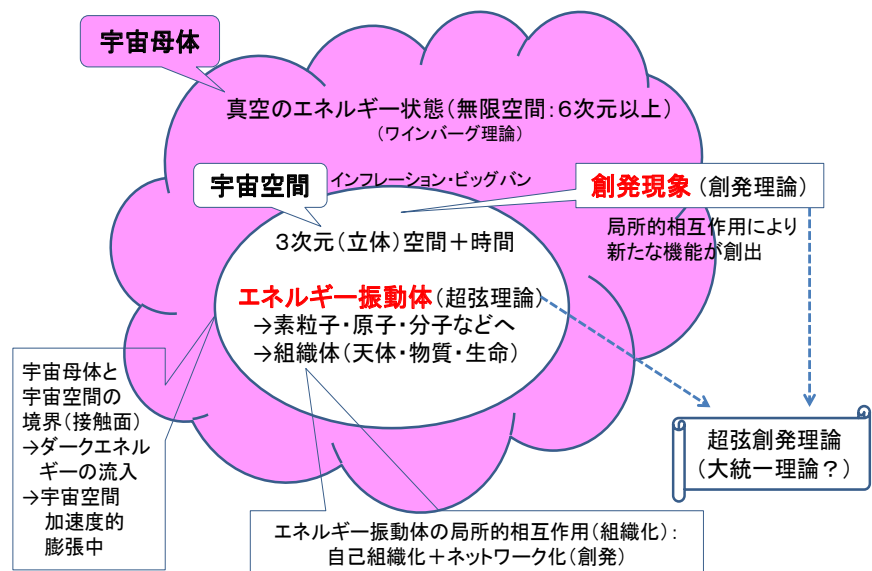 宇宙母体
真空のエネルギー状態(無限空間:6次元以上)
(ワインバーグ理論)
インフレーション・ビッグバン
宇宙空間
創発現象(創発理論)
局所的相互作用により
新たな機能が創出
3次元(立体)空間+時間
エネルギー振動体(超弦理論)
→素粒子・原子・分子などへ
→組織体(天体・物質・生命)
宇宙母体と
宇宙空間の
境界(接触面)
→ダークエネル
ギーの流入
→宇宙空間
加速度的
膨張中
超弦創発理論
(大統一理論?)
エネルギー振動体の局所的相互作用(組織化):
自己組織化+ネットワーク化(創発)